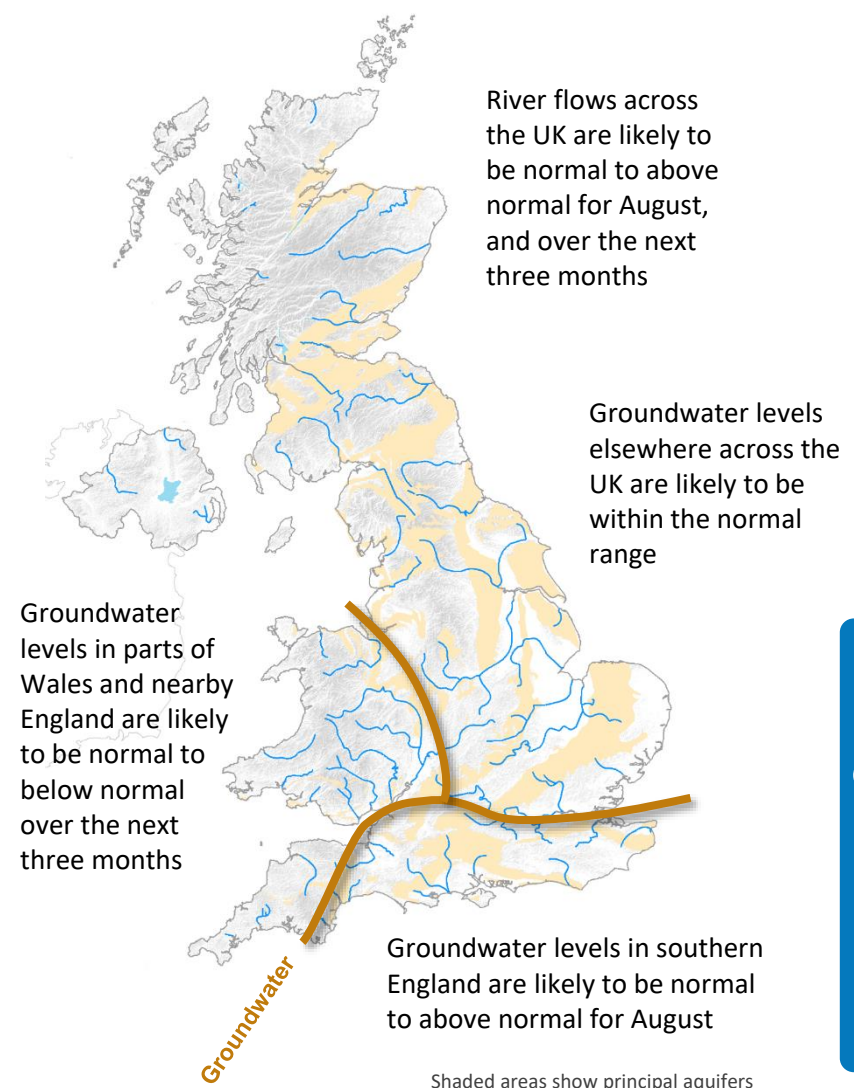 River flows across
the UK are likely to
be normal to above
normal for August,
and over the next
three months
Groundwater levels
elsewhere across the
UK are likely to be
within the normal
range
Groundwater
levels in parts of
Wales and nearby
England are likely
to be normal to
below normal
over the next
three months
Groundwater levels in southern
England are likely to be normal
to above normal for August
Groundwater
Shaded areas show principal aquifers